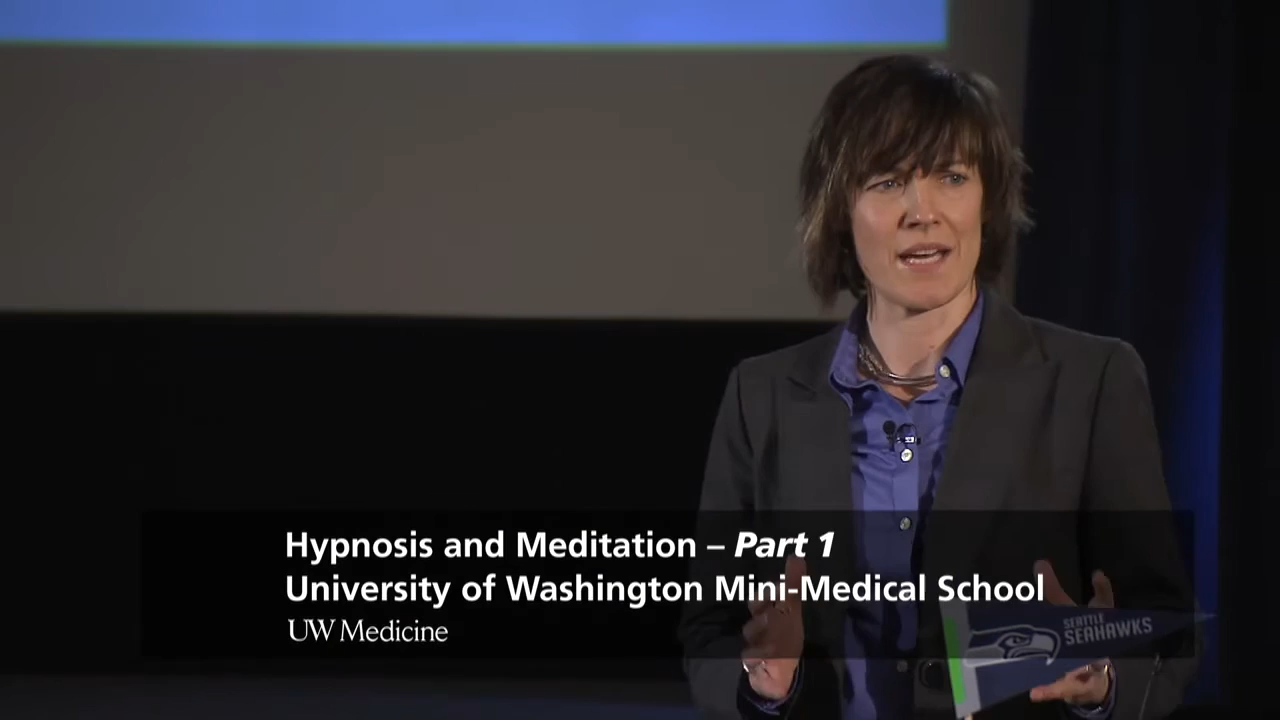 Hypnosis and Meditation – Part 1
University of Washington Mini-Medical School
UW Medicine
SEATTLE
SEAHAWKS